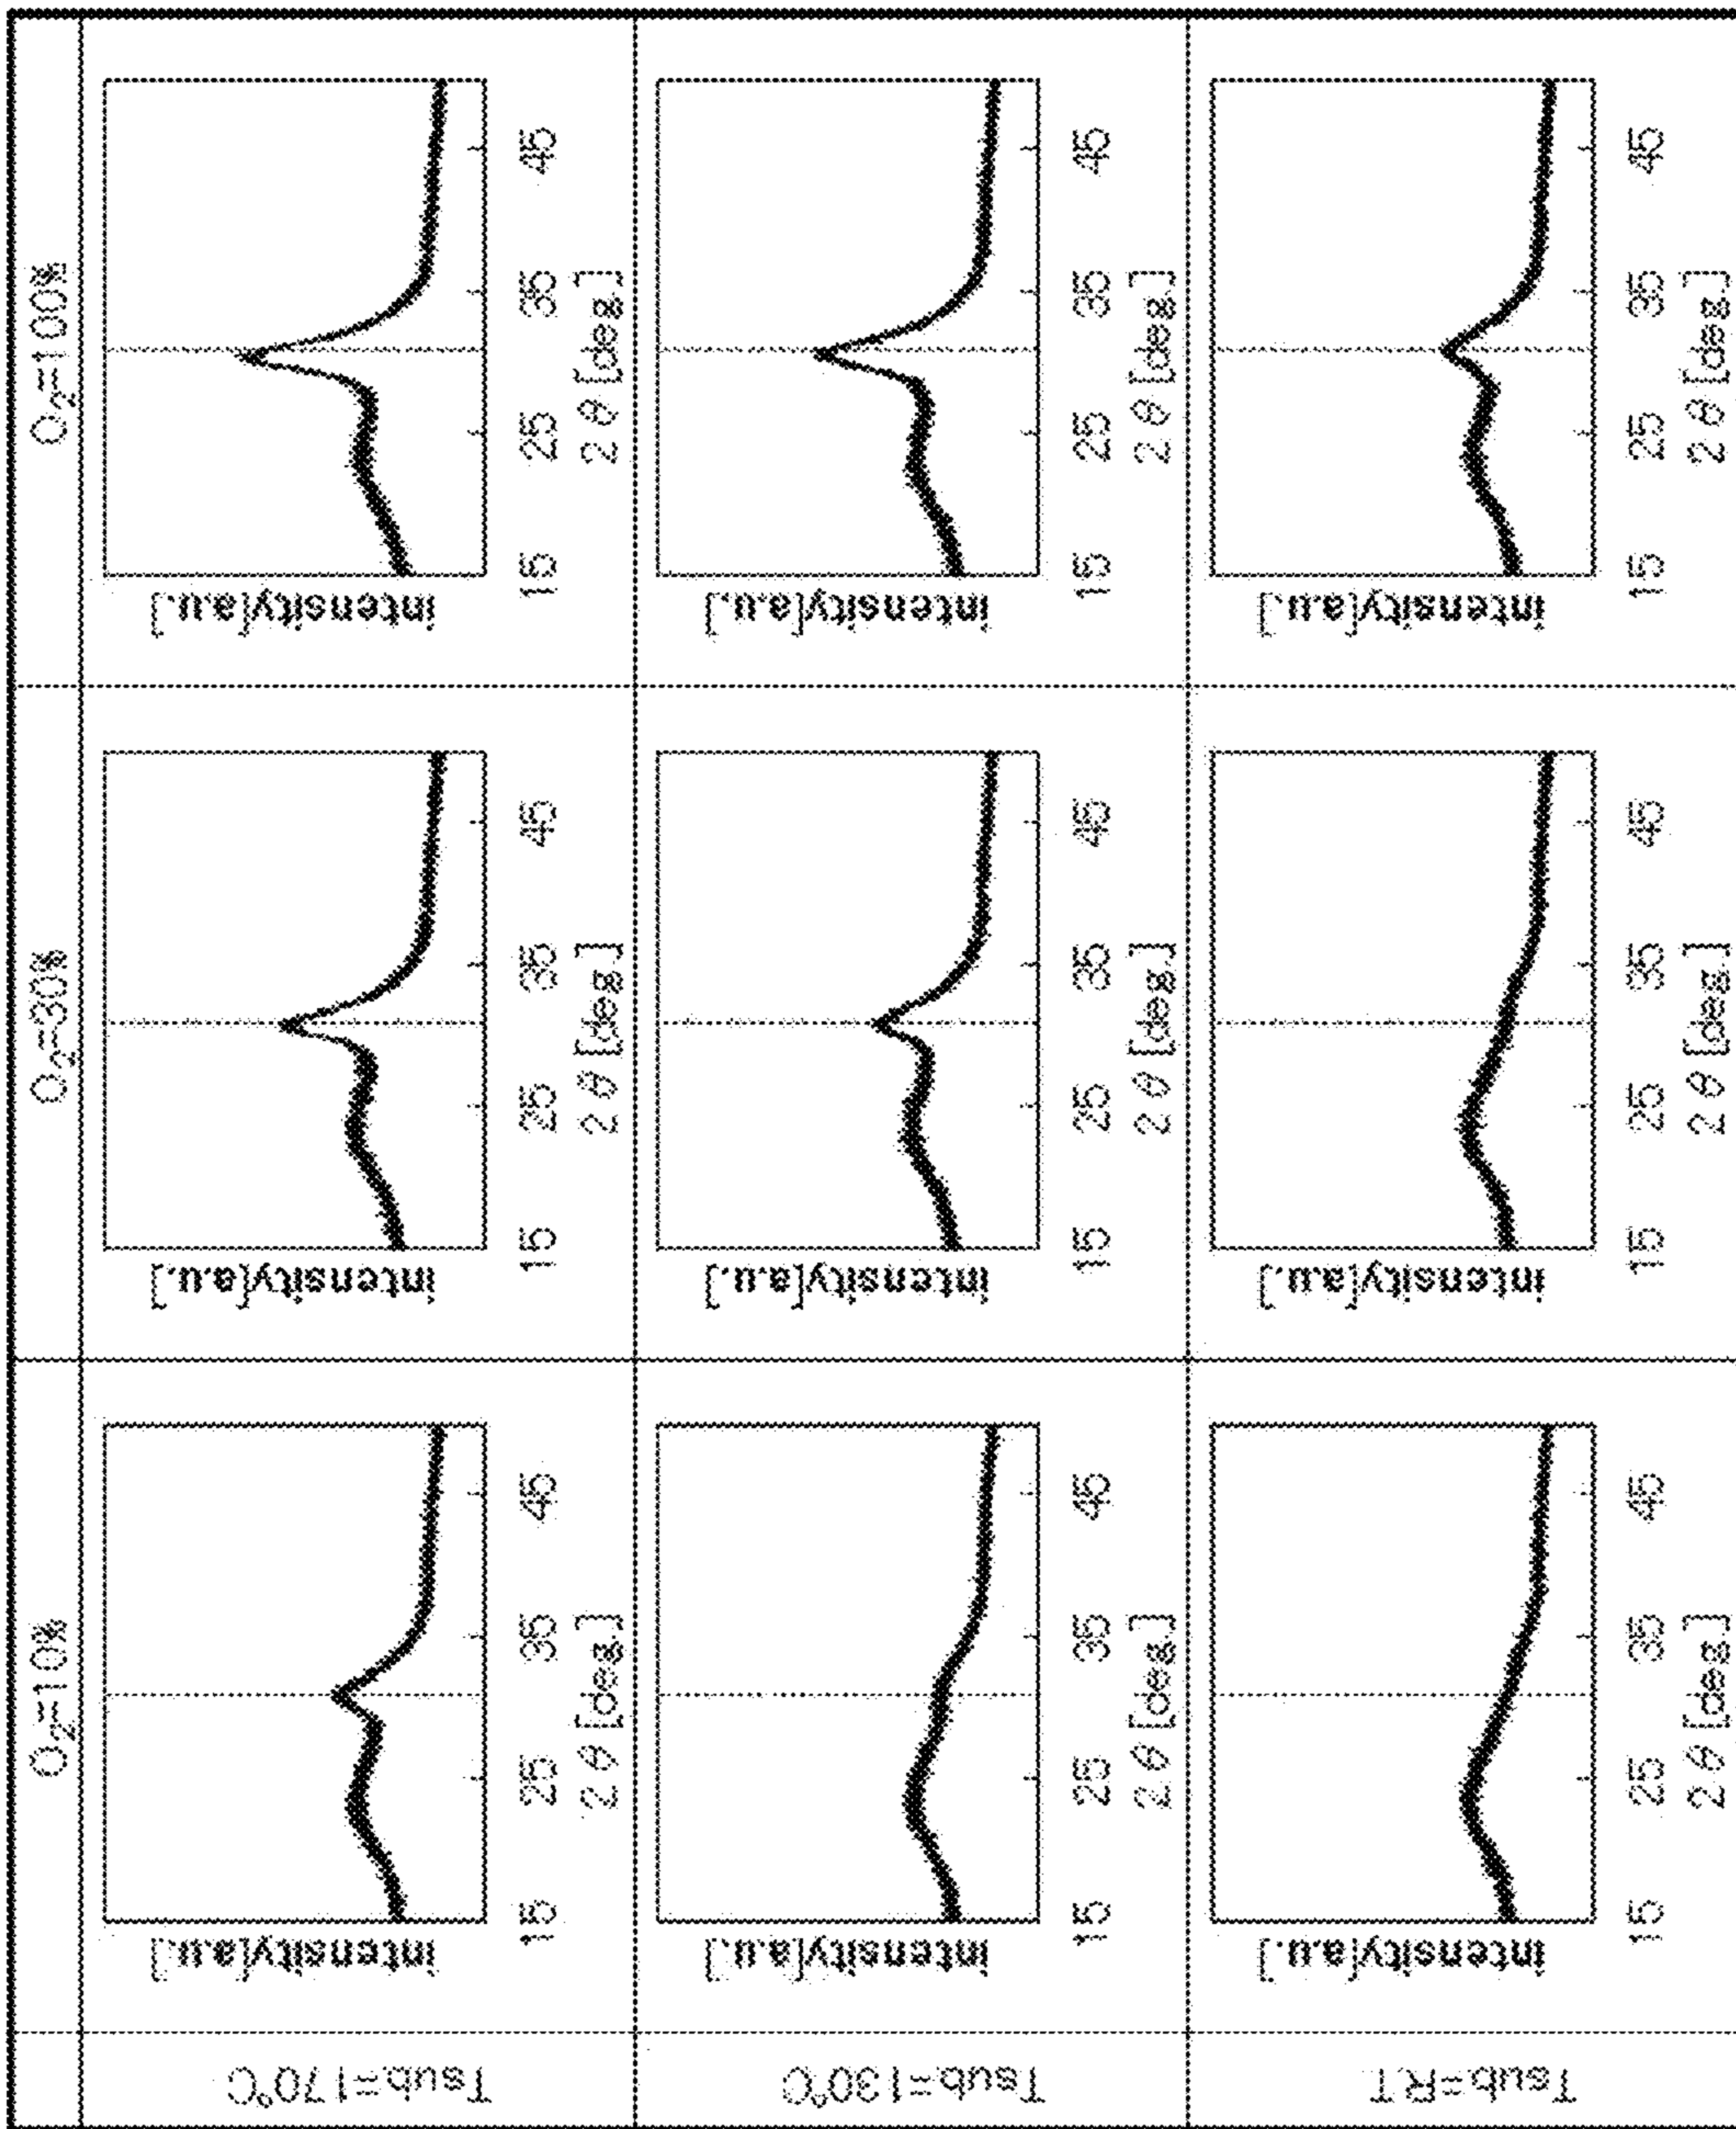 O₂=10%
O₂=30%
O₂=100%
Tsub.=170°C
intensity[a.u.]
15 25 35 45
2θ[deg.]
intensity[a.u.]
15 25 35 45
2θ[deg.]
intensity[a.u.]
15 25 35 45
2θ[deg.]
Tsub.=130°C
intensity[a.u.]
15 25 35 45
2θ[deg.]
intensity[a.u.]
15 25 35 45
2θ[deg.]
intensity[a.u.]
15 25 35 45
2θ[deg.]
Tsub.=R.T.
intensity[a.u.]
15 25 35 45
2θ[deg.]
intensity[a.u.]
15 25 35 45
2θ[deg.]
intensity[a.u.]
15 25 35 45
2θ[deg.]